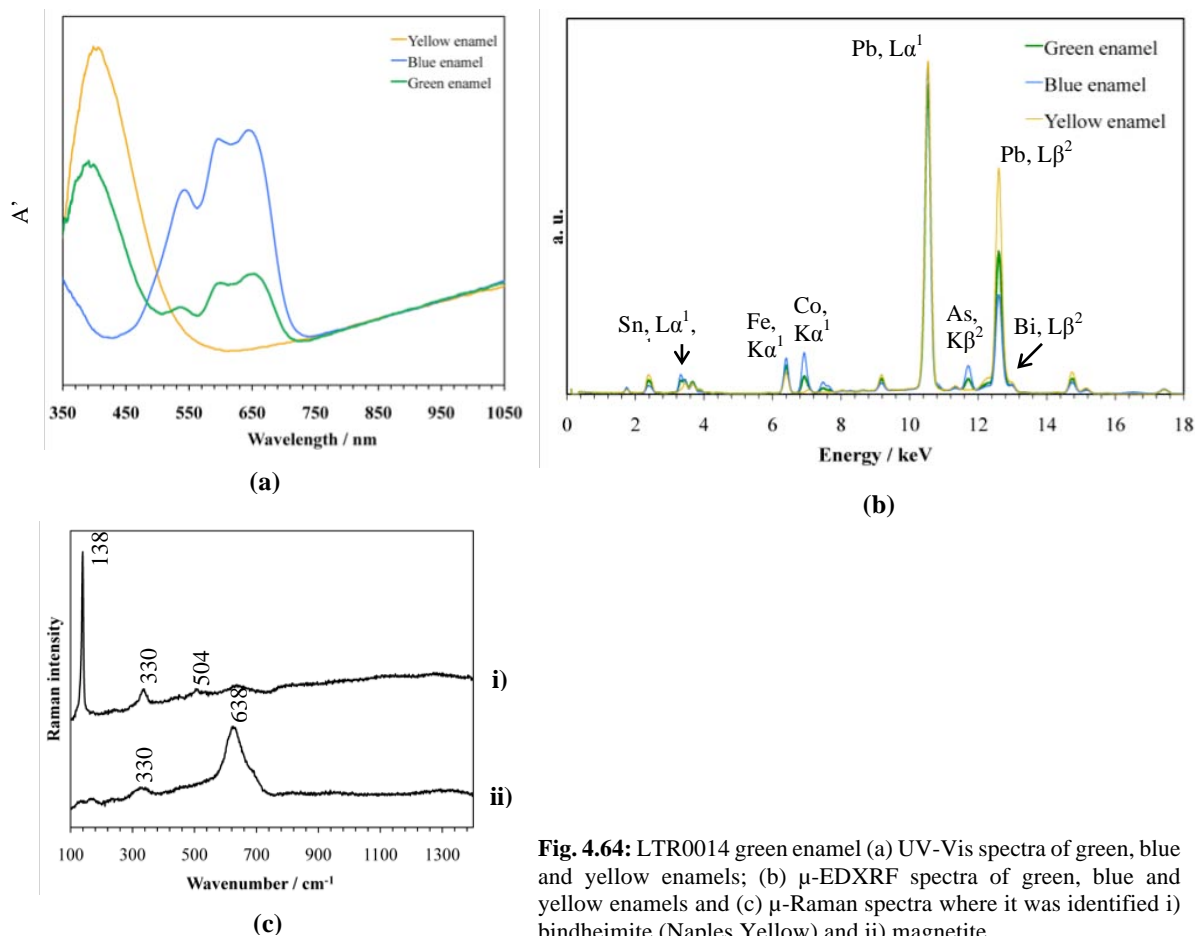 (a)
A'
Yellow enamel
Blue enamel
Green enamel
350 450 550 650 750 850 950 1050
Wavelength / nm
(b)
a. u.
Green enamel
Blue enamel
Yellow enamel
Pb, Lα¹
Pb, Lβ²
Sn, Lα¹,
Fe,
Kα¹
Co,
Kα¹
As,
Kβ²
Bi, Lβ²
0 2 4 6 8 10 12 14 16 18
Energy / keV
(a)
(b)
Raman intensity
138
330
504
i)
330
638
ii)
100 300 500 700 900 1100 1300
Wavenumber / cm⁻¹
(c)
Fig. 4.64: LTR0014 green enamel (a) UV-Vis spectra of green, blue
and yellow enamels; (b) μ-EDXRF spectra of green, blue and
yellow enamels and (c) μ-Raman spectra where it was identified i)
bindheimite (Naples Yellow) and ii) magnetite